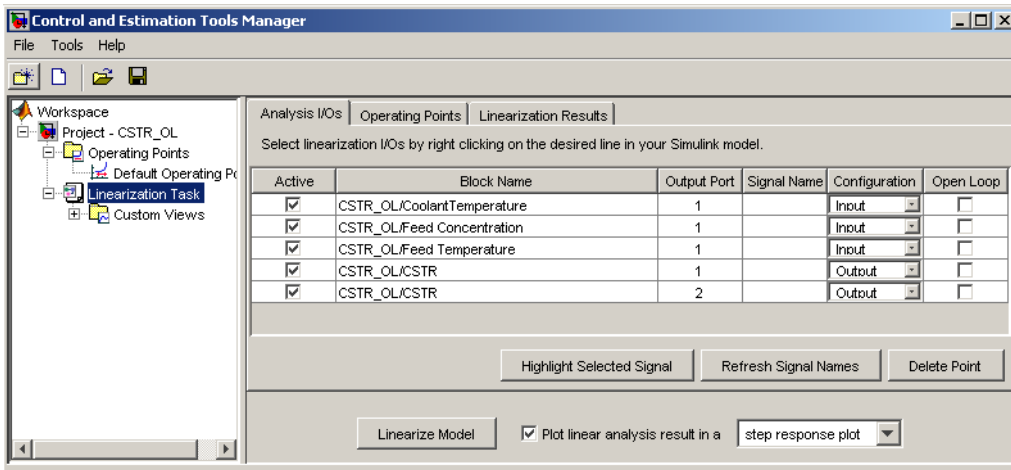 Control and Estimation Tools Manager
File Tools Help
Workspace
Project - CSTR_OL
Operating Points
Default Operating Po
Linearization Task
Custom Views
Analysis I/Os Operating Points Linearization Results
Select linearization I/Os by right clicking on the desired line in your Simulink model.
Active Block Name Output Port Signal Name Configuration Open Loop
CSTR_OL/CoolantTemperature 1 Input
CSTR_OL/Feed Concentration 1 Input
CSTR_OL/Feed Temperature 1 Input
CSTR_OL/CSTR 1 Output
CSTR_OL/CSTR 2 Output
Highlight Selected Signal Refresh Signal Names Delete Point
Linearize Model Plot linear analysis result in a step response plot